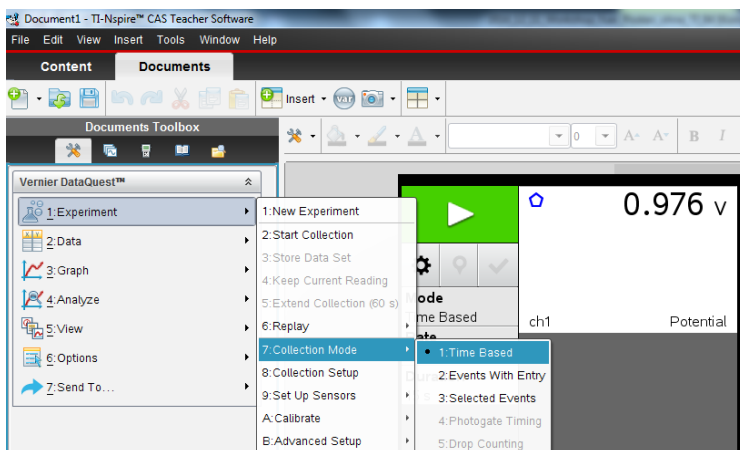 Document1 - TI-Nspire™ CAS Teacher Software
File Edit View Insert Tools Window Help
Content Documents
Insert var
Documents Toolbox
0 A+ A- B I
Vernier DataQuest™
1:Experiment
2:Data
3:Graph
4:Analyze
5:View
6:Options
7:Send To...
1:New Experiment
2:Start Collection
3:Store Data Set
4:Keep Current Reading
5:Extend Collection (60 s)
6:Replay
7:Collection Mode
8:Collection Setup
9:Set Up Sensors
A:Calibrate
B:Advanced Setup
1:Time Based
2:Events With Entry
3:Selected Events
4:Photogate Timing
5:Drop Counting
ode
me Based
0.976 V
ch1 Potential